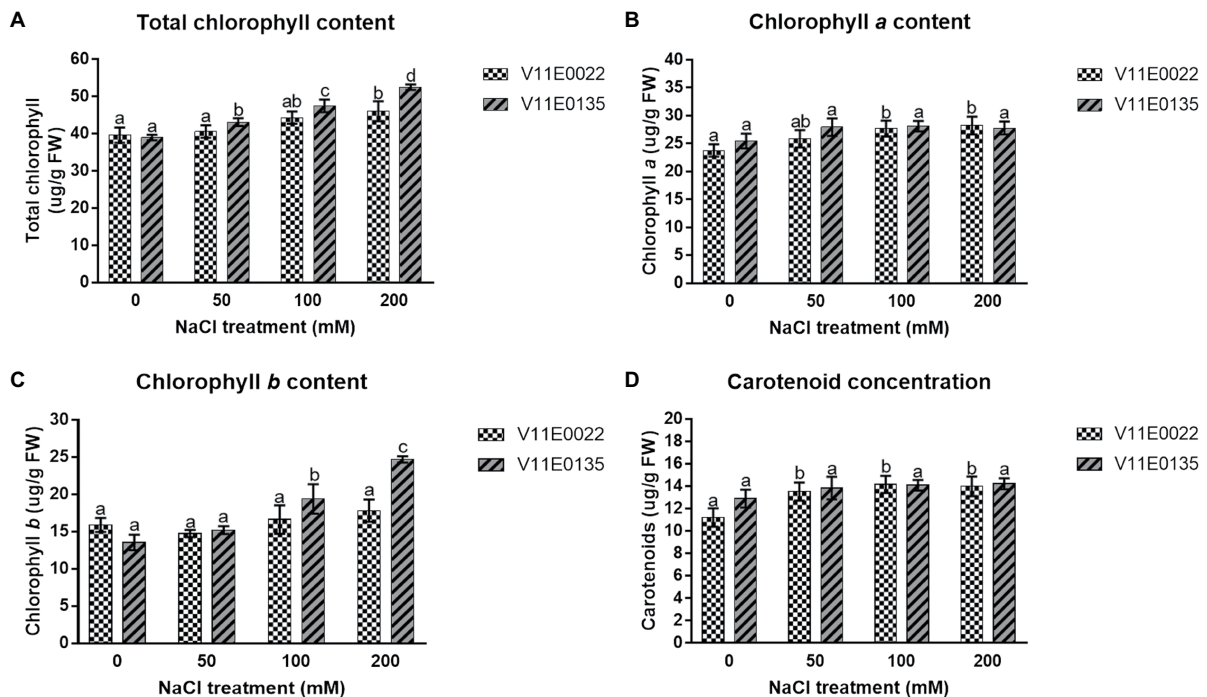 A
Total chlorophyll content
Total chlorophyll
(ug/g FW)
60
50
40
30
20
10
0
a a a b ab c b d
0 50 100 200
NaCl treatment (mM)
V11E0022
V11E0135
B
Chlorophyll a content
Chlorophyll a (ug/g FW)
40
35
30
25
20
15
10
5
0
a a ab a b a b a
0 50 100 200
NaCl treatment (mM)
V11E0022
V11E0135
C
Chlorophyll b content
Chlorophyll b (ug/g FW)
30
25
20
15
10
5
0
a a a a a b a c
0 50 100 200
NaCl treatment (mM)
V11E0022
V11E0135
D
Carotenoid concentration
Carotenoids (ug/g FW)
20
18
16
14
12
10
8
6
4
2
0
a a b a b a b a
0 50 100 200
NaCl treatment (mM)
V11E0022
V11E0135